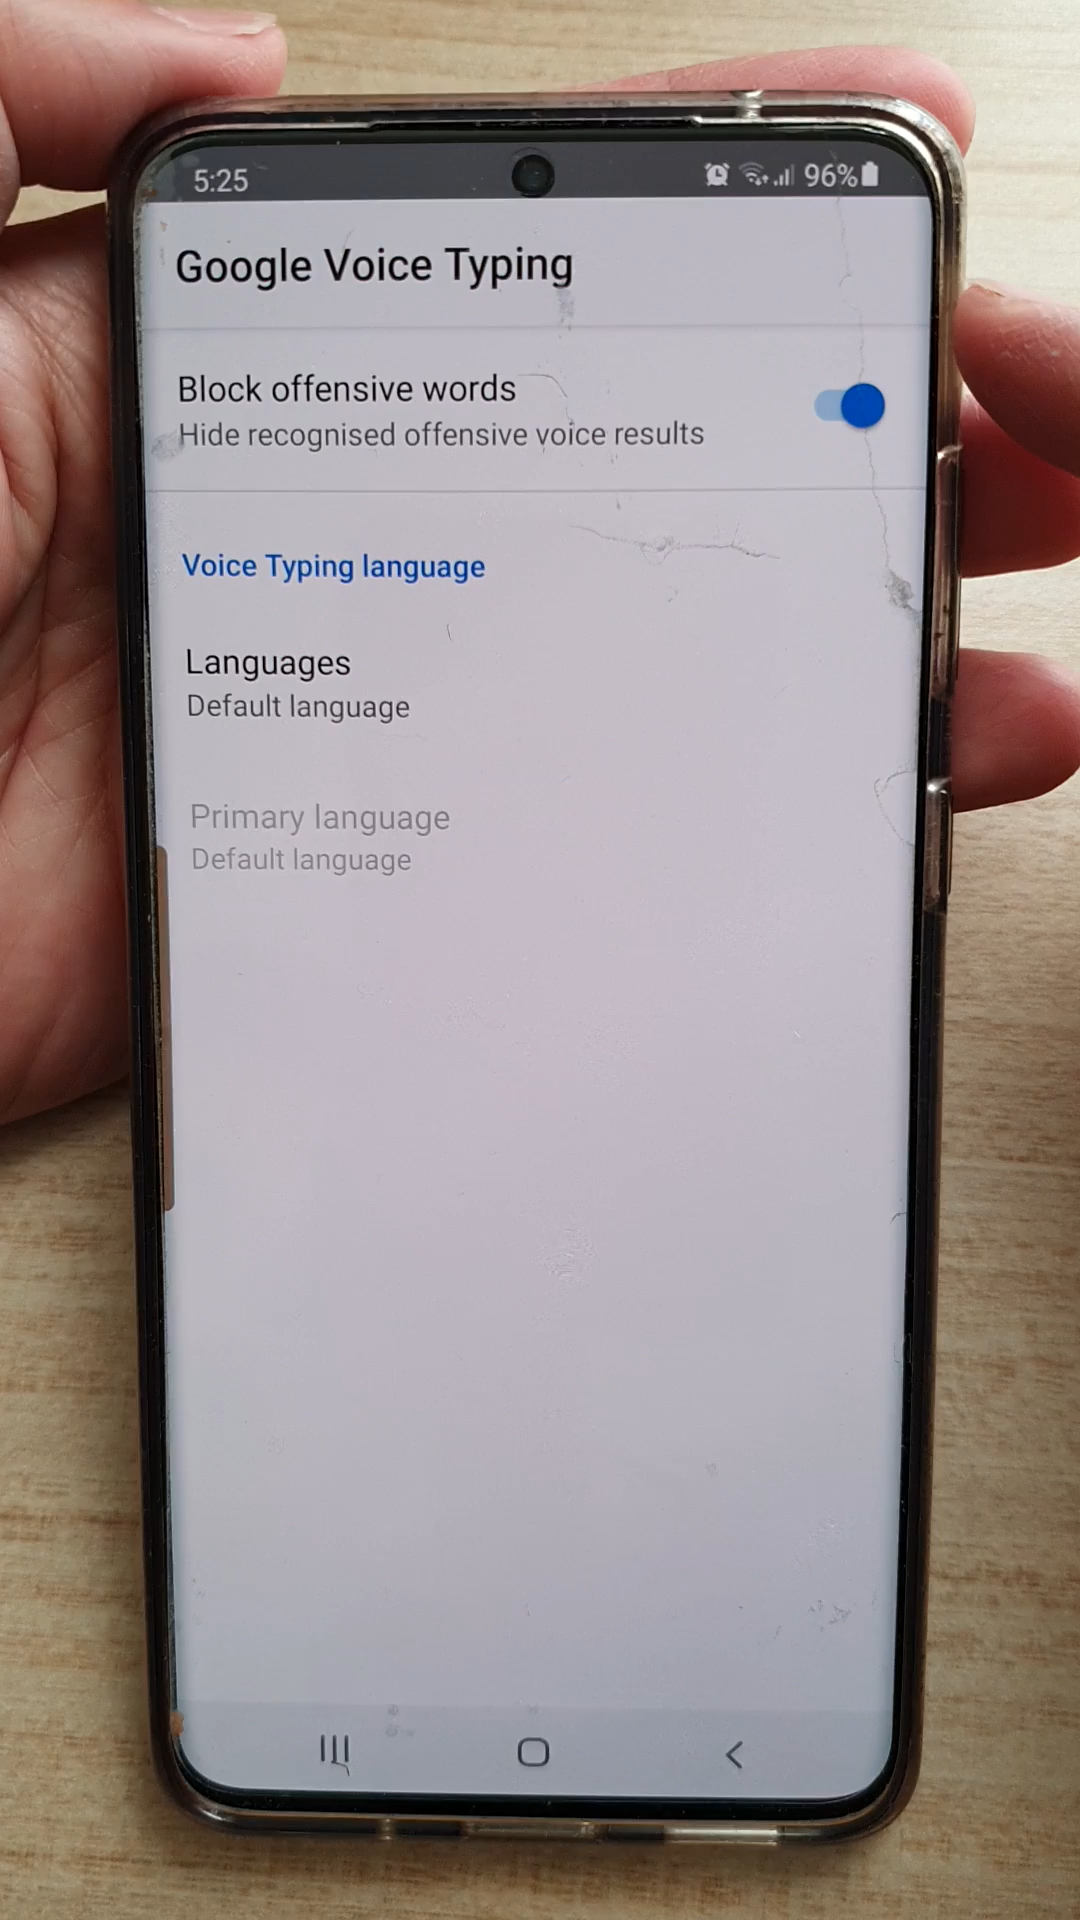 5:25
96%
Google Voice Typing
Block offensive words
Hide recognised offensive voice results
Voice Typing language
Languages
Default language
Primary language
Default language